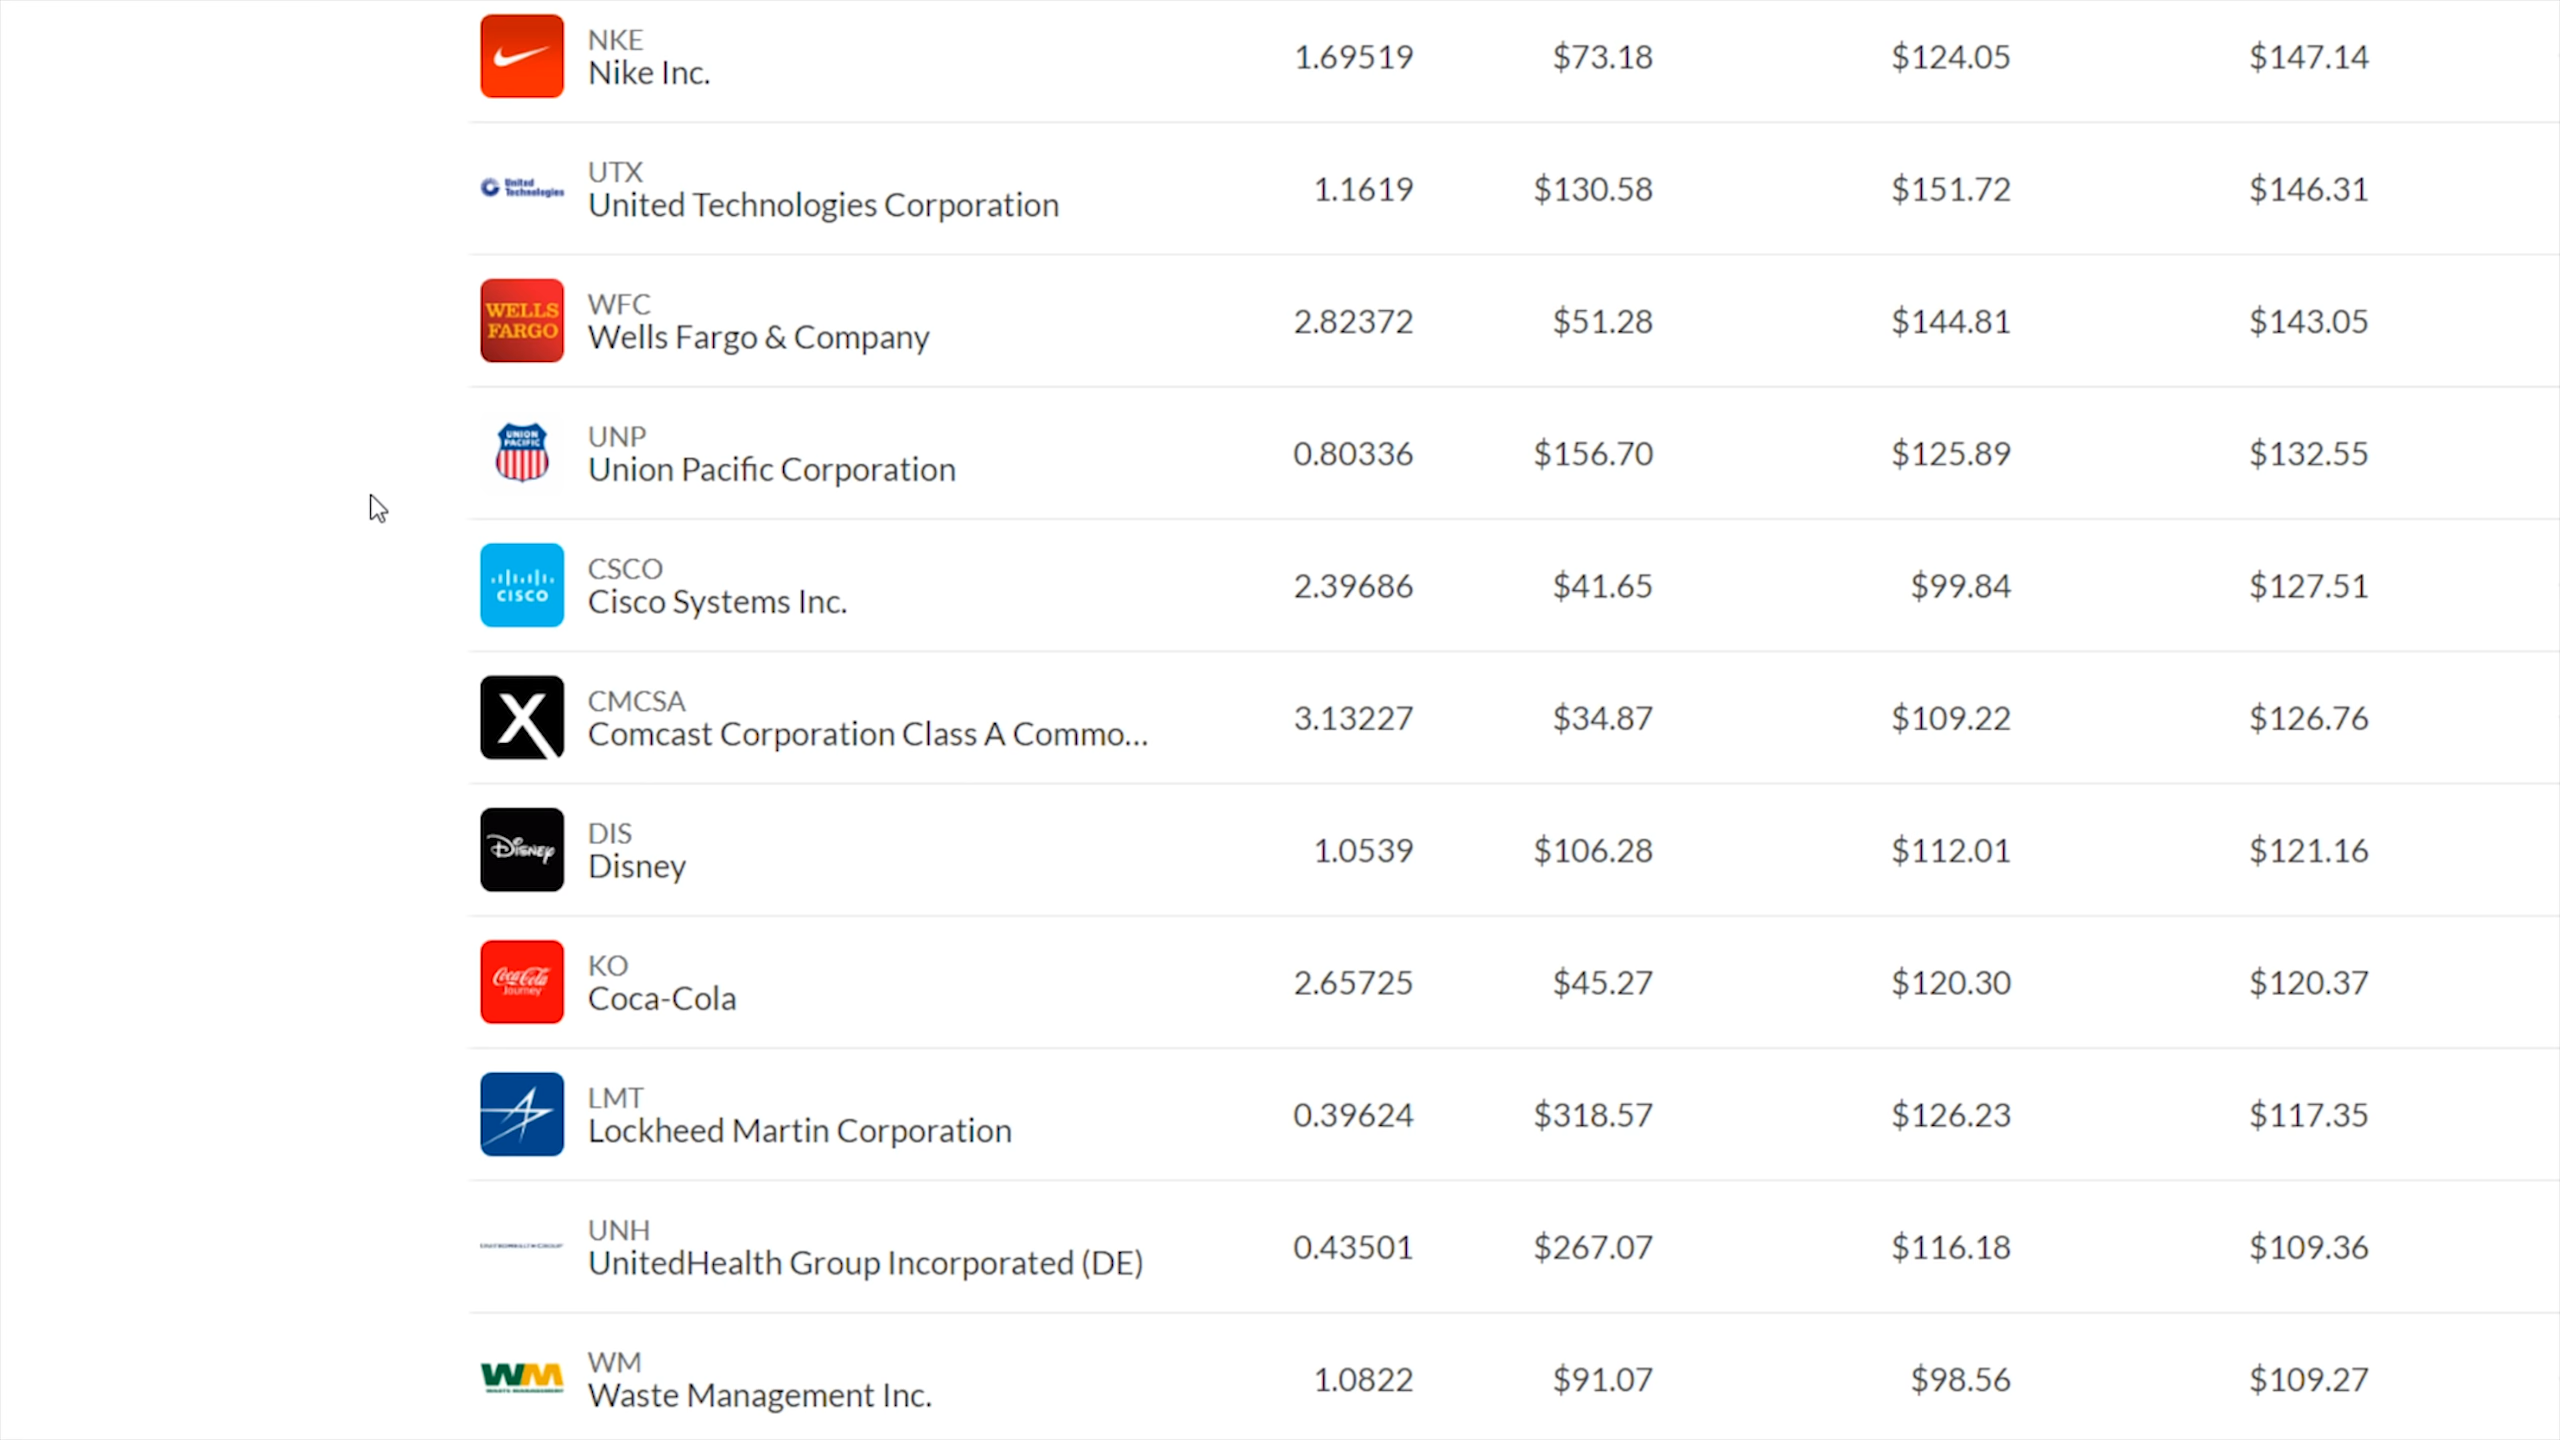 NKE
Nike Inc.
1.69519 $73.18 $124.05 $147.14
United Technologies
UTX
United Technologies Corporation
1.1619 $130.58 $151.72 $146.31
WELLS
FARGO
WFC
Wells Fargo & Company
2.82372 $51.28 $144.81 $143.05
UNION
PACIFIC
UNP
Union Pacific Corporation
0.80336 $156.70 $125.89 $132.55
CISCO
CSCO
Cisco Systems Inc.
2.39686 $41.65 $99.84 $127.51
X
CMCSA
Comcast Corporation Class A Commo...
3.13227 $34.87 $109.22 $126.76
Disney
DIS
Disney
1.0539 $106.28 $112.01 $121.16
Coca-Cola
Journey
KO
Coca-Cola
2.65725 $45.27 $120.30 $120.37
LMT
Lockheed Martin Corporation
0.39624 $318.57 $126.23 $117.35
UNITEDHEALTH GROUP
UNH
UnitedHealth Group Incorporated (DE)
0.43501 $267.07 $116.18 $109.36
WM
WASTE MANAGEMENT
WM
Waste Management Inc.
1.0822 $91.07 $98.56 $109.27